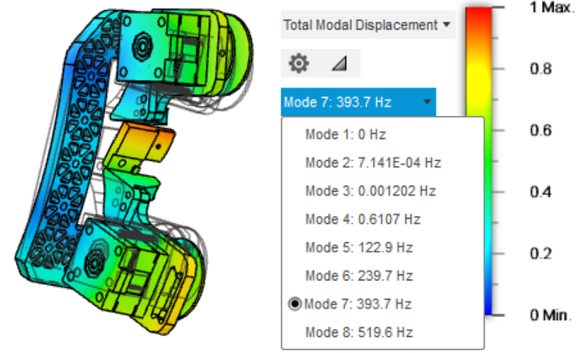 Total Modal Displacement
Mode 7: 393.7 Hz
Mode 1: 0 Hz
Mode 2: 7.141E-04 Hz
Mode 3: 0.001202 Hz
Mode 4: 0.6107 Hz
Mode 5: 122.9 Hz
Mode 6: 239.7 Hz
Mode 7: 393.7 Hz
Mode 8: 519.6 Hz
1 Max.
0.8
0.6
0.4
0.2
0 Min.